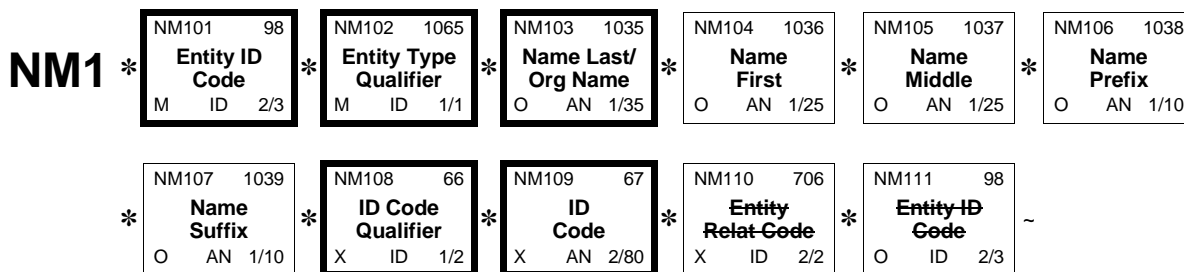 NM101 98 NM102 1065 NM103 1035 NM104 1036 NM105 1037 NM106 1038
NM1 * Entity ID Code * Entity Type Qualifier * Name Last/ Org Name * Name First * Name Middle * Name Prefix
M ID 2/3 M ID 1/1 O AN 1/35 O AN 1/25 O AN 1/25 O AN 1/10
NM107 1039 NM108 66 NM109 67 NM110 706 NM111 98
* Name Suffix * ID Code Qualifier * ID Code * Entity Relat Code * Entity ID Code ~
O AN 1/10 X ID 1/2 X AN 2/80 X ID 2/2 O ID 2/3